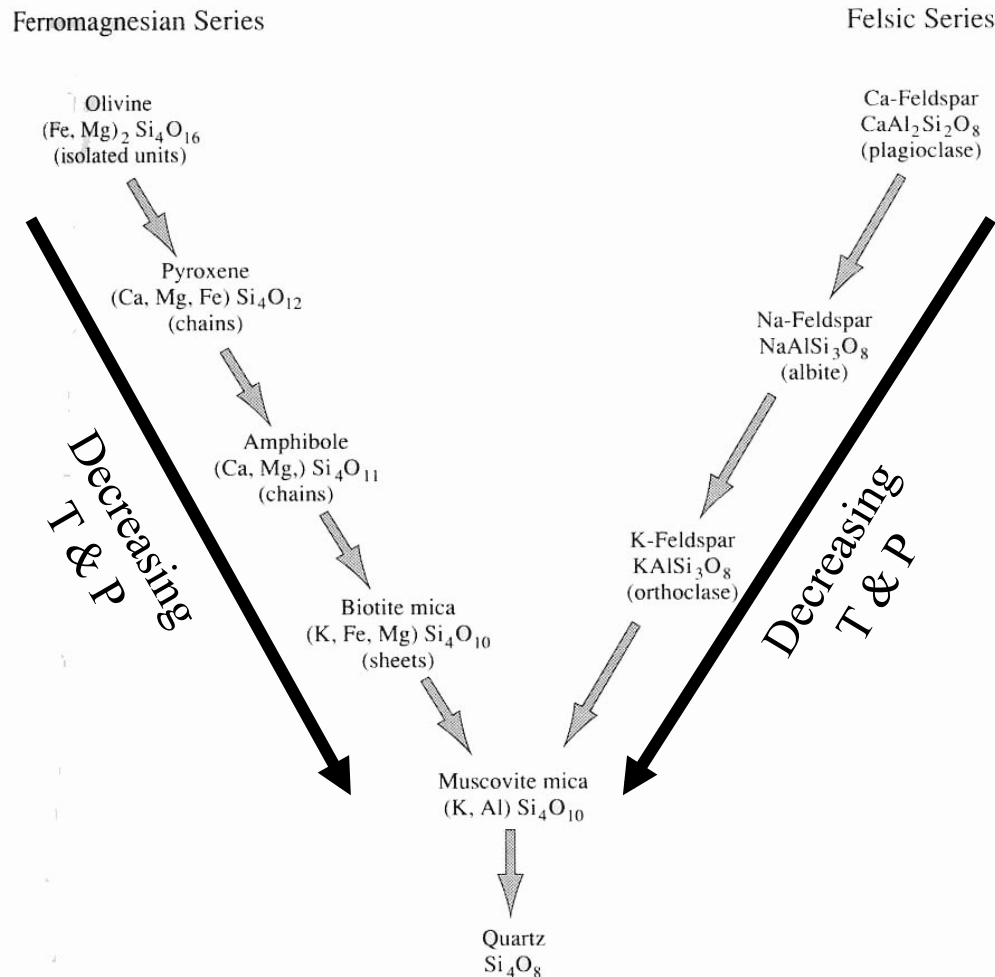 Ferromagnesian Series
Felsic Series
Olivine
(Fe, Mg)₂ Si₄O₁₆
(isolated units)
Pyroxene
(Ca, Mg, Fe) Si₄O₁₂
(chains)
Amphibole
(Ca, Mg,) Si₄O₁₁
(chains)
Biotite mica
(K, Fe, Mg) Si₄O₁₀
(sheets)
Decreasing
T & P
Ca-Feldspar
CaAl₂Si₂O₈
(plagioclase)
Na-Feldspar
NaAlSi₃O₈
(albite)
K-Feldspar
KAlSi₃O₈
(orthoclase)
Decreasing
T & P
Muscovite mica
(K, Al) Si₄O₁₀
Quartz
Si₄O₈